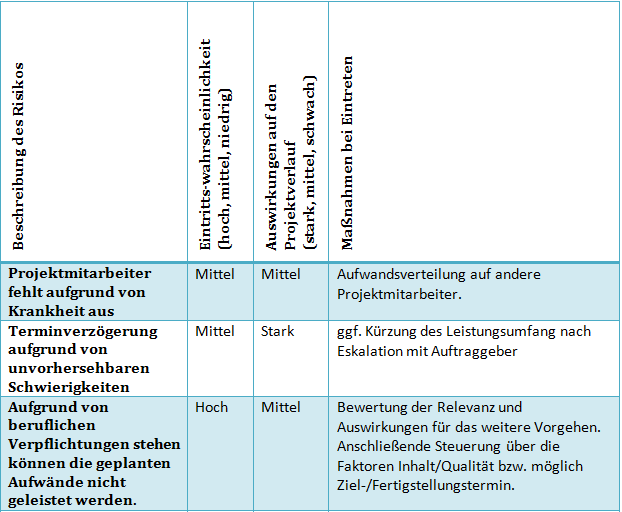 Beschreibung des Risikos
Eintritts-wahrscheinlichkeit
(hoch, mittel, niedrig)
Auswirkungen auf den
Projektverlauf
(stark, mittel, schwach)
Maßnahmen bei Eintreten
Projektmitarbeiter
fehlt aufgrund von
Krankheit aus
Mittel
Mittel
Aufwandsverteilung auf andere
Projektmitarbeiter.
Terminverzögerung
aufgrund von
unvorhersehbaren
Schwierigkeiten
Mittel
Stark
ggf. Kürzung des Leistungsumfang nach
Eskalation mit Auftraggeber
Aufgrund von
beruflichen
Verpflichtungen stehen
können die geplanten
Aufwände nicht
geleistet werden.
Hoch
Mittel
Bewertung der Relevanz und
Auswirkungen für das weitere Vorgehen.
Anschließende Steuerung über die
Faktoren Inhalt/Qualität bzw. möglich
Ziel-/Fertigstellungstermin.